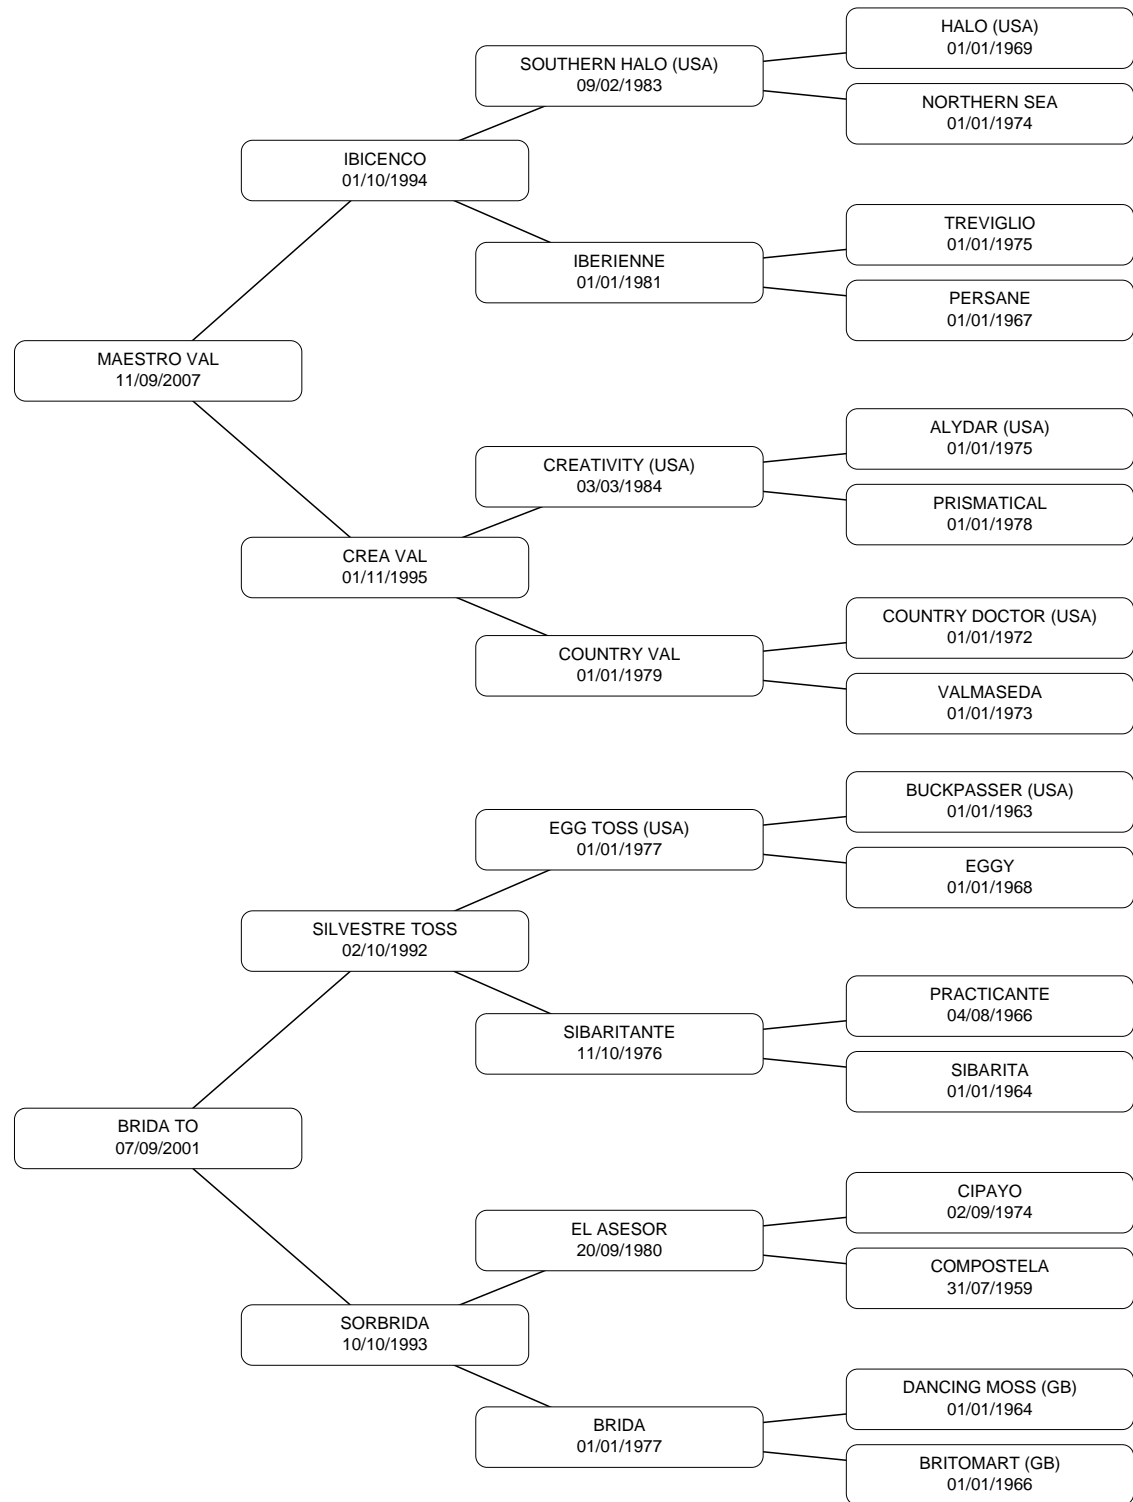 HALO (USA)
01/01/1969
SOUTHERN HALO (USA)
09/02/1983
NORTHERN SEA
01/01/1974
IBICENCO
01/10/1994
TREVIGLIO
01/01/1975
IBERIENNE
01/01/1981
PERSANE
01/01/1967
MAESTRO VAL
11/09/2007
ALYDAR (USA)
01/01/1975
CREATIVITY (USA)
03/03/1984
PRISMATICAL
01/01/1978
CREA VAL
01/11/1995
COUNTRY DOCTOR (USA)
01/01/1972
COUNTRY VAL
01/01/1979
VALMASEDA
01/01/1973
BUCKPASSER (USA)
01/01/1963
EGG TOSS (USA)
01/01/1977
EGGY
01/01/1968
SILVESTRE TOSS
02/10/1992
PRACTICANTE
04/08/1966
SIBARITANTE
11/10/1976
SIBARITA
01/01/1964
BRIDA TO
07/09/2001
CIPAYO
02/09/1974
EL ASESOR
20/09/1980
COMPOSTELA
31/07/1959
SORBRIDA
10/10/1993
DANCING MOSS (GB)
01/01/1964
BRIDA
01/01/1977
BRITOMART (GB)
01/01/1966